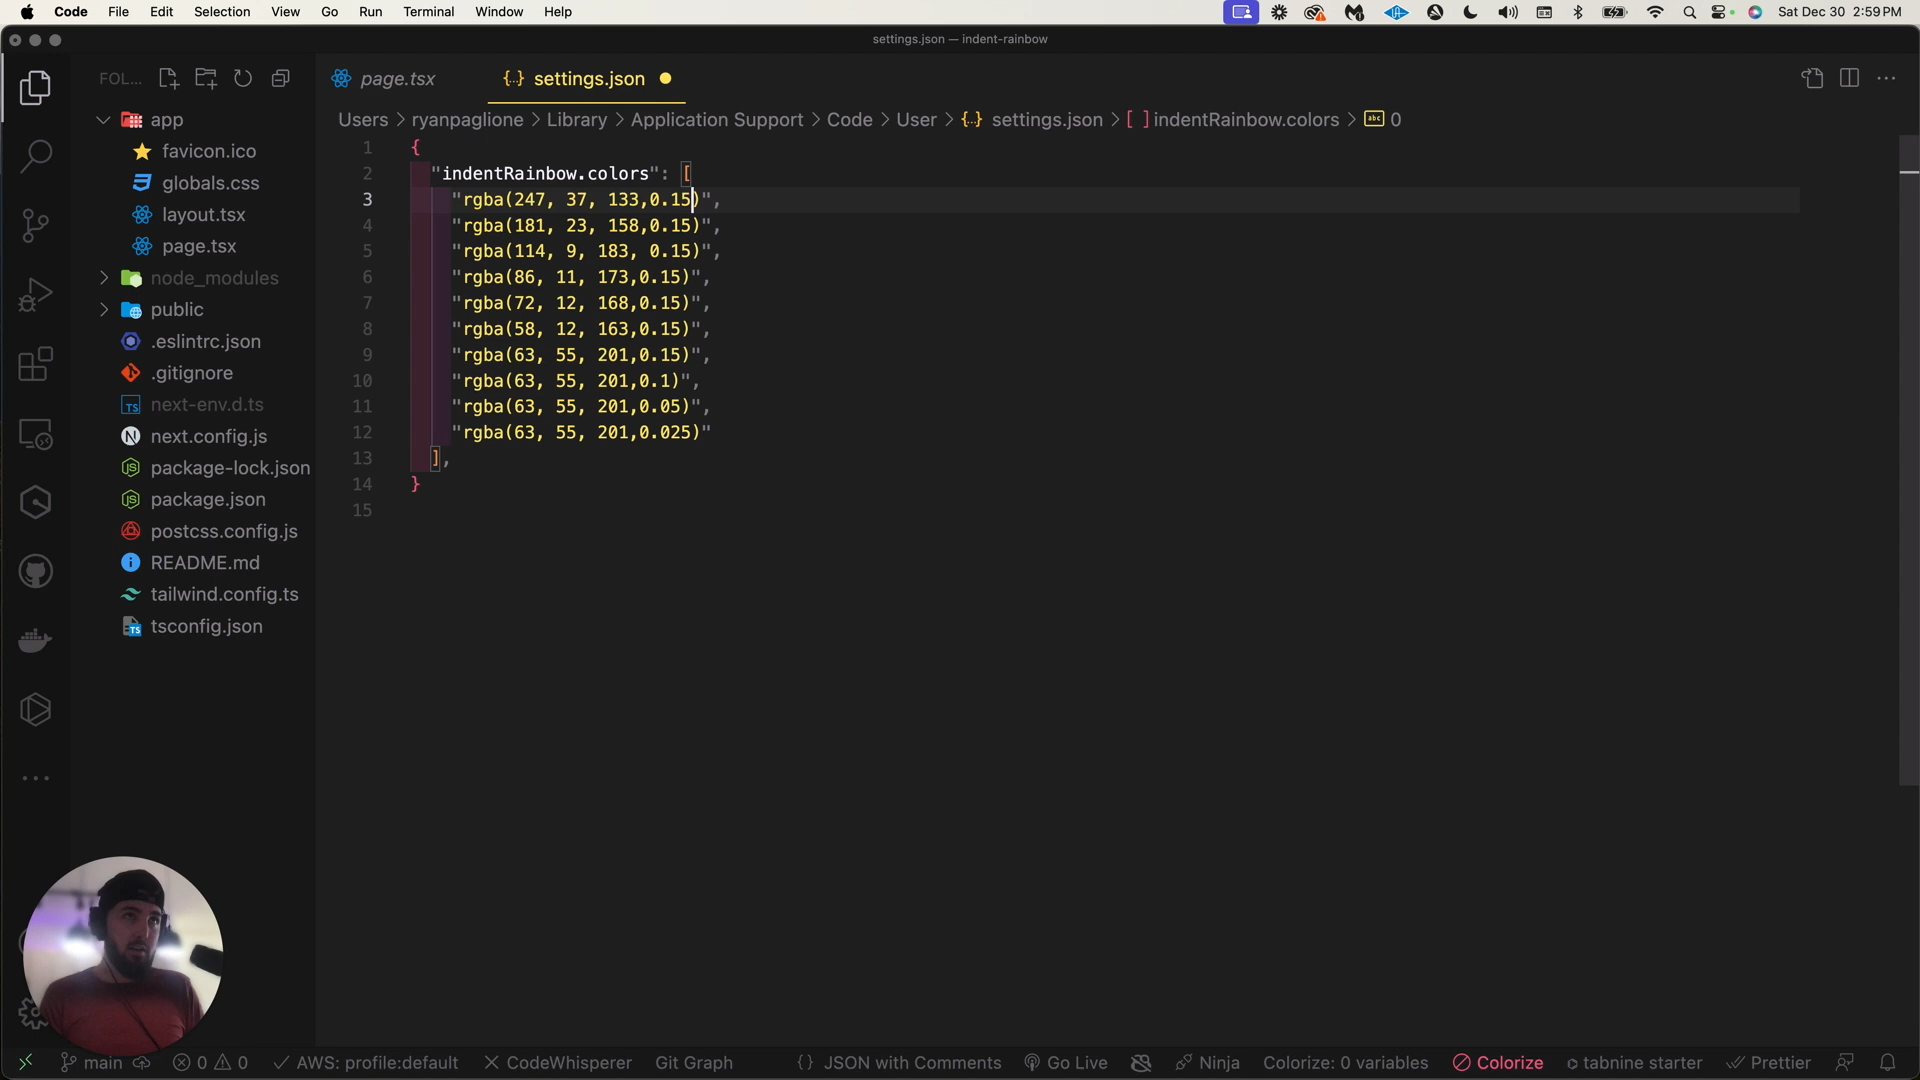 Code File Edit Selection View Go Run Terminal Window Help Sat Dec 30 2:59 PM
settings.json — indent-rainbow
FOL... page.tsx {..} settings.json
Users > ryanpaglione > Library > Application Support > Code > User > {..} settings.json > [ ] indentRainbow.colors > abc 0
app
favicon.ico
globals.css
layout.tsx
page.tsx
node_modules
public
.eslintrc.json
.gitignore
TS next-env.d.ts
N next.config.js
package-lock.json
package.json
postcss.config.js
README.md
tailwind.config.ts
TS tsconfig.json
1 {
2 "indentRainbow.colors": [
3 "rgba(247, 37, 133,0.15)",
4 "rgba(181, 23, 158,0.15)",
5 "rgba(114, 9, 183, 0.15)",
6 "rgba(86, 11, 173,0.15)",
7 "rgba(72, 12, 168,0.15)",
8 "rgba(58, 12, 163,0.15)",
9 "rgba(63, 55, 201,0.15)",
10 "rgba(63, 55, 201,0.1)",
11 "rgba(63, 55, 201,0.05)",
12 "rgba(63, 55, 201,0.025)"
13 ],
14 }
15
main 0 0 AWS: profile:default CodeWhisperer Git Graph {} JSON with Comments Go Live Ninja Colorize: 0 variables Colorize tabnine starter Prettier